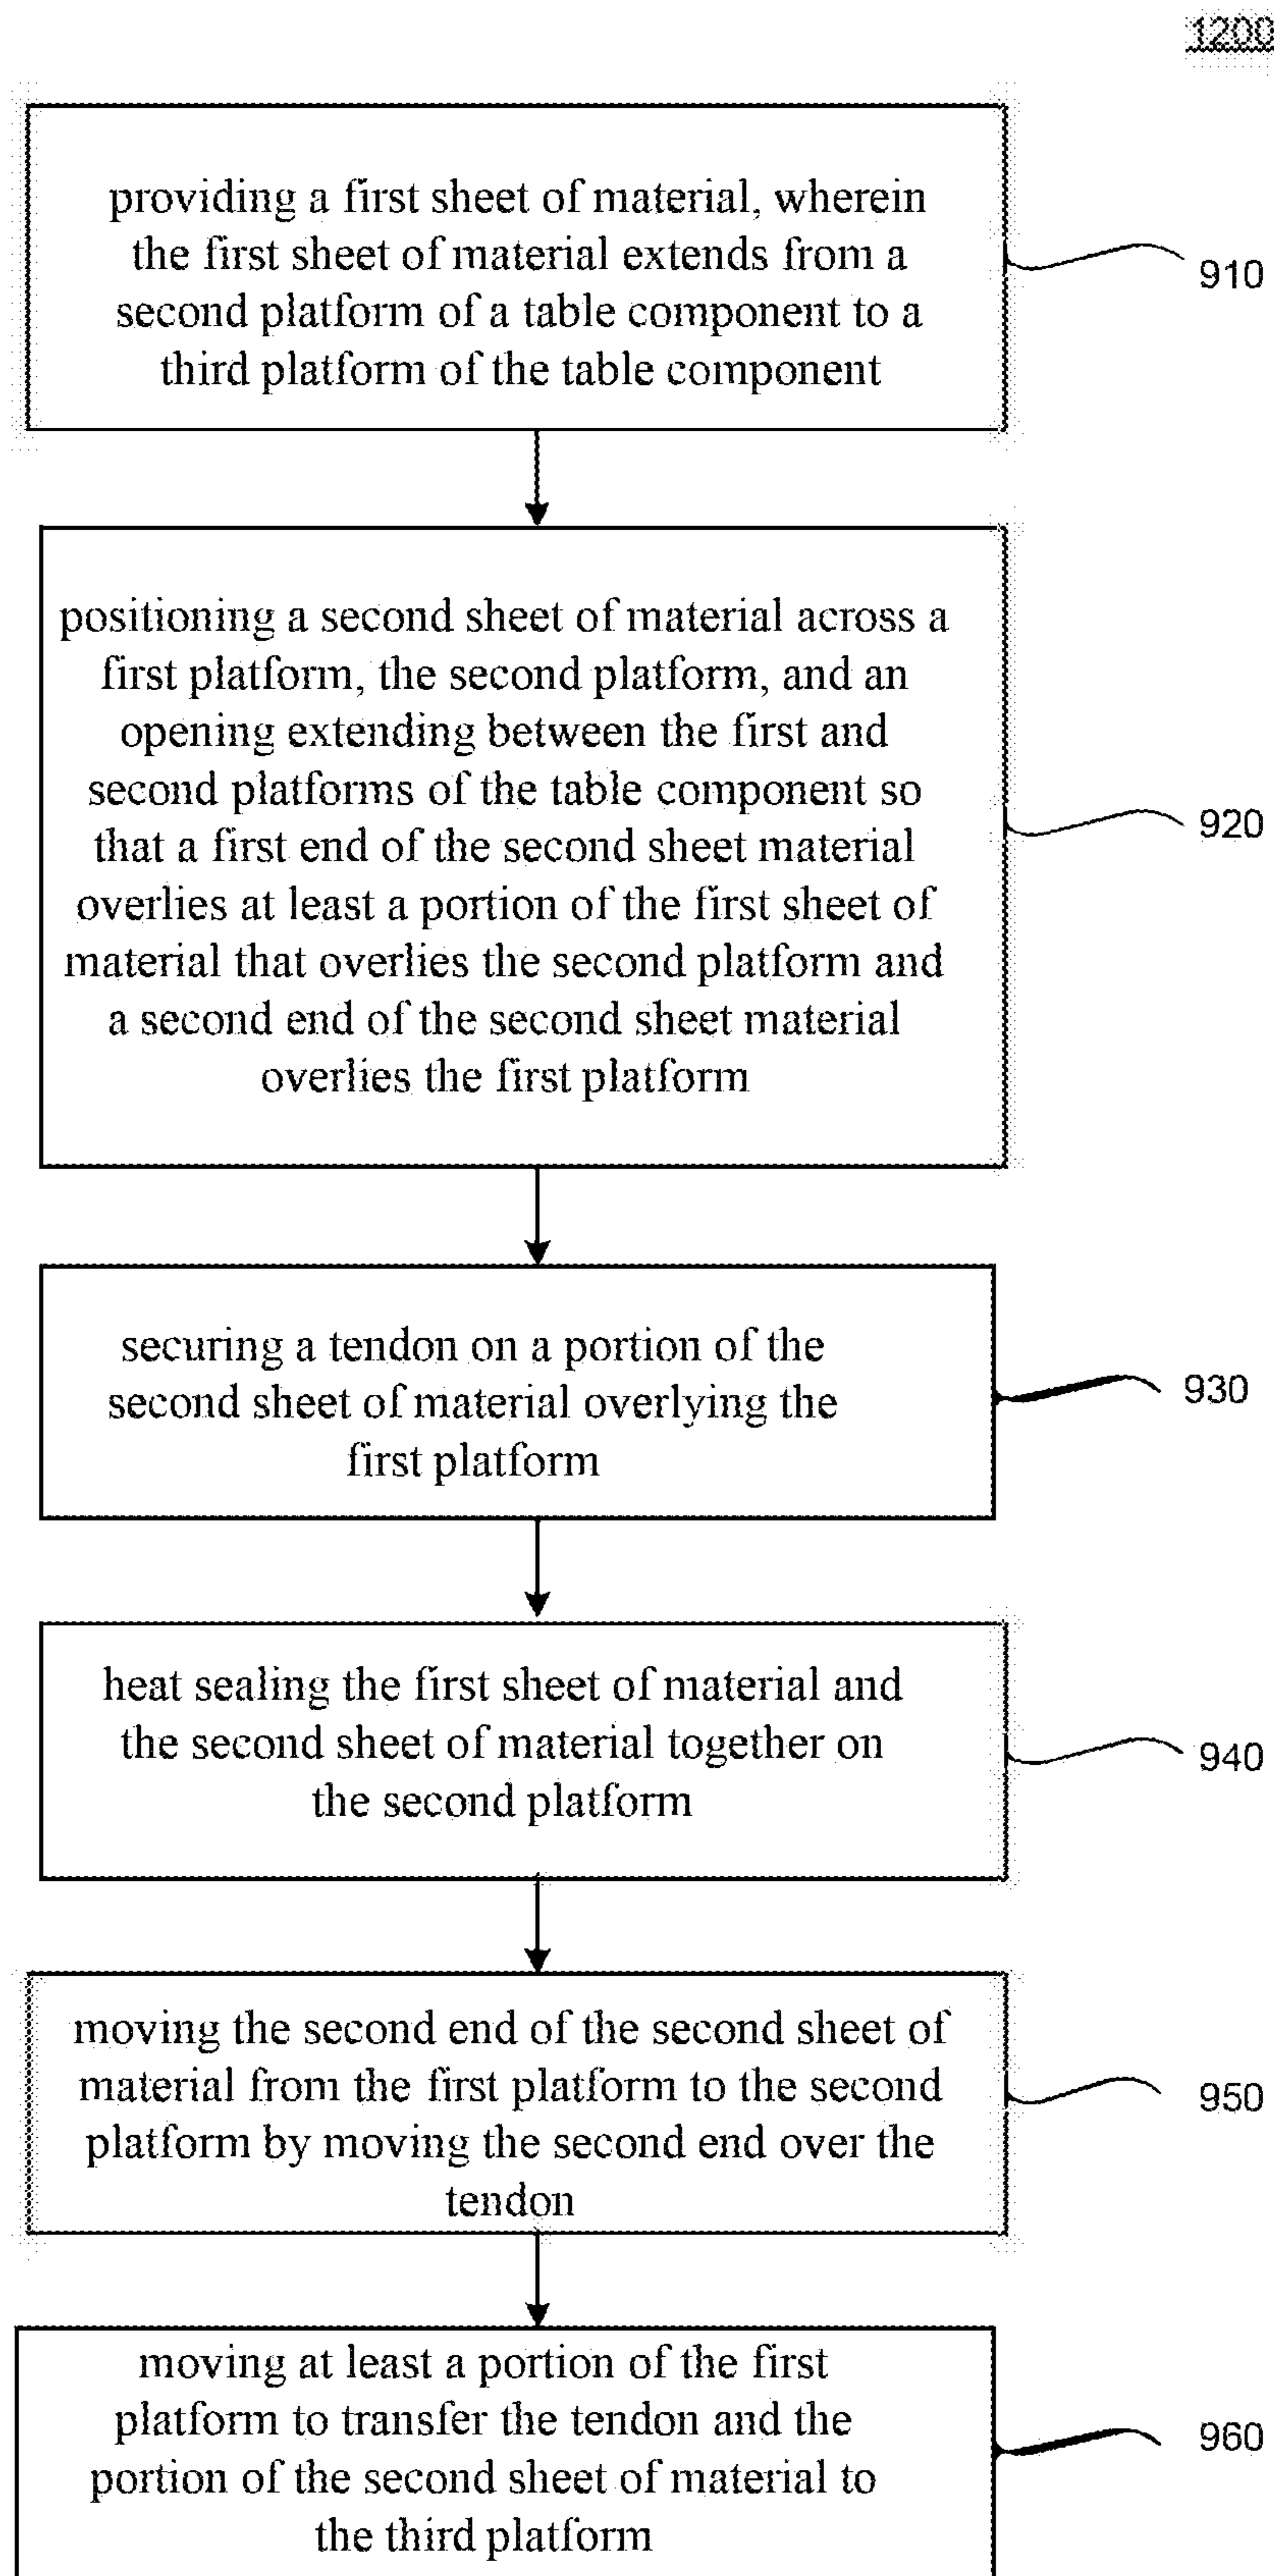 1200
providing a first sheet of material, wherein
the first sheet of material extends from a
second platform of a table component to a
third platform of the table component
910
positioning a second sheet of material across a
first platform, the second platform, and an
opening extending between the first and
second platforms of the table component so
that a first end of the second sheet material
overlies at least a portion of the first sheet of
material that overlies the second platform and
a second end of the second sheet material
overlies the first platform
920
securing a tendon on a portion of the
second sheet of material overlying the
first platform
930
heat sealing the first sheet of material and
the second sheet of material together on
the second platform
940
moving the second end of the second sheet of
material from the first platform to the second
platform by moving the second end over the
tendon
950
moving at least a portion of the first
platform to transfer the tendon and the
portion of the second sheet of material to
the third platform
960